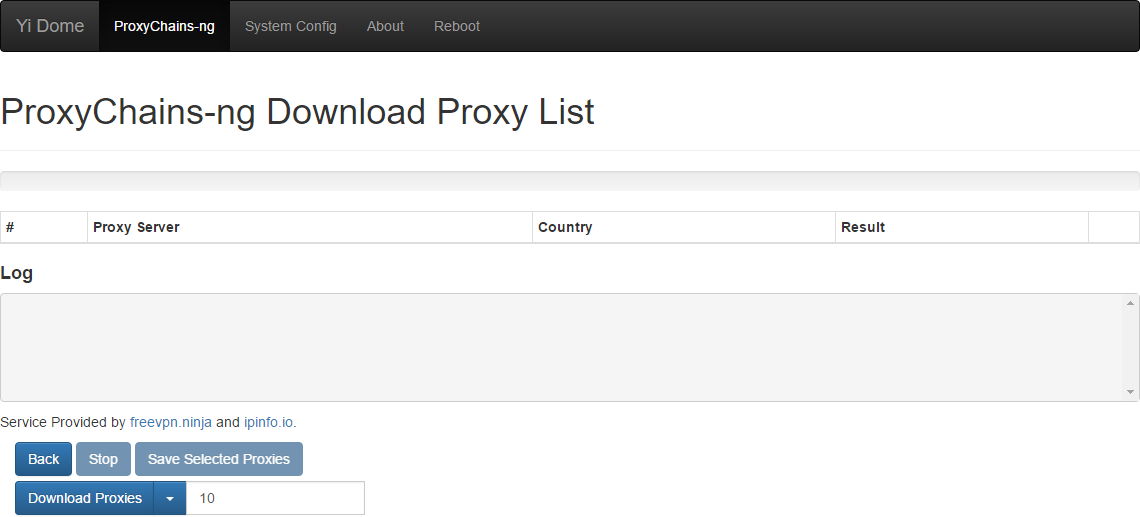 Yi Dome ProxyChains-ng System Config About Reboot
ProxyChains-ng Download Proxy List
# Proxy Server Country Result
Log
Service Provided by freevpn.ninja and ipinfo.io.
Back Stop Save Selected Proxies
Download Proxies 10